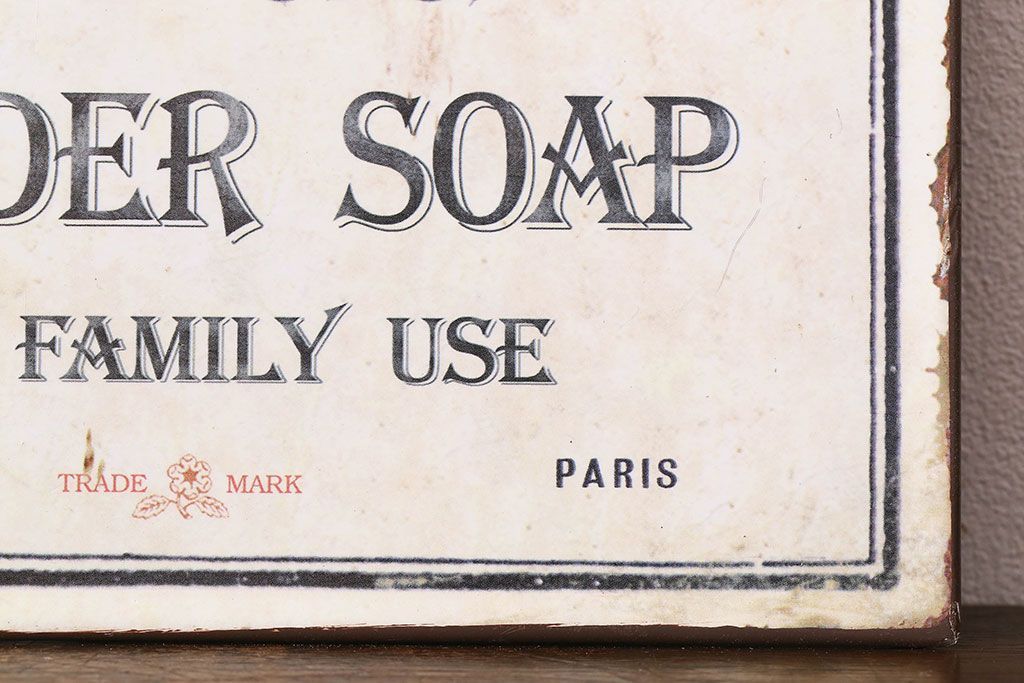 DER SOAP
FAMILY USE
TRADE MARK
PARIS